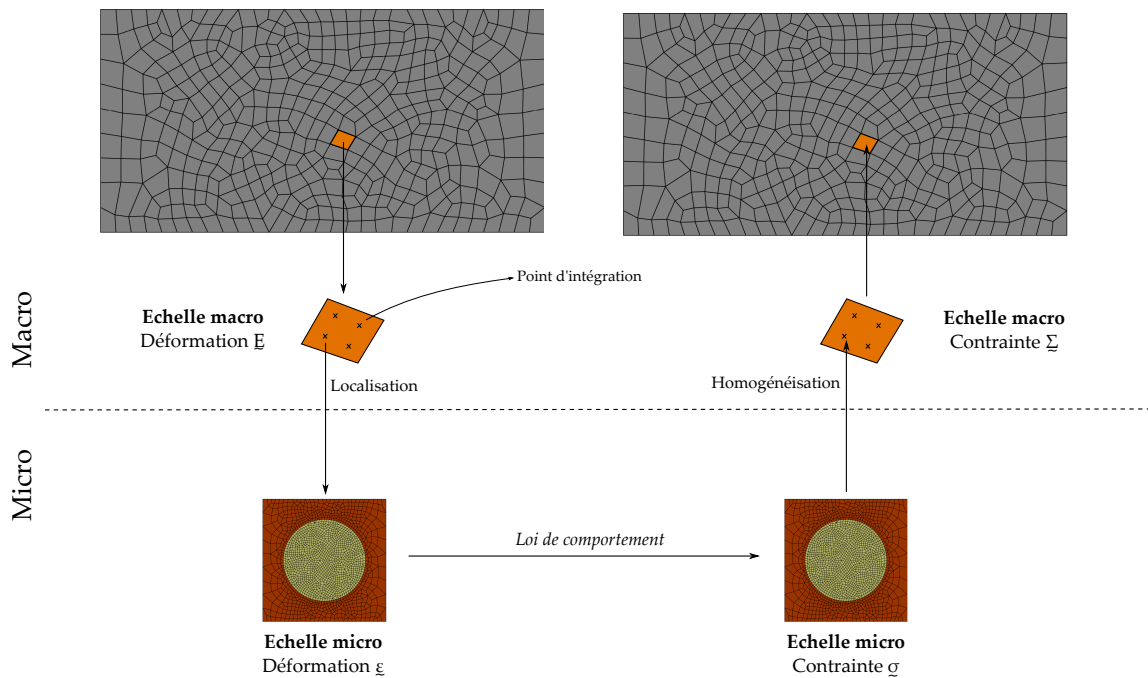 Macro
Point d'intégration
Echelle macro
Déformation Ḛ
Echelle macro
Contrainte Σ̰
Localisation
Homogénéisation
Micro
Loi de comportement
Echelle micro
Déformation ε̰
Echelle micro
Contrainte σ̰